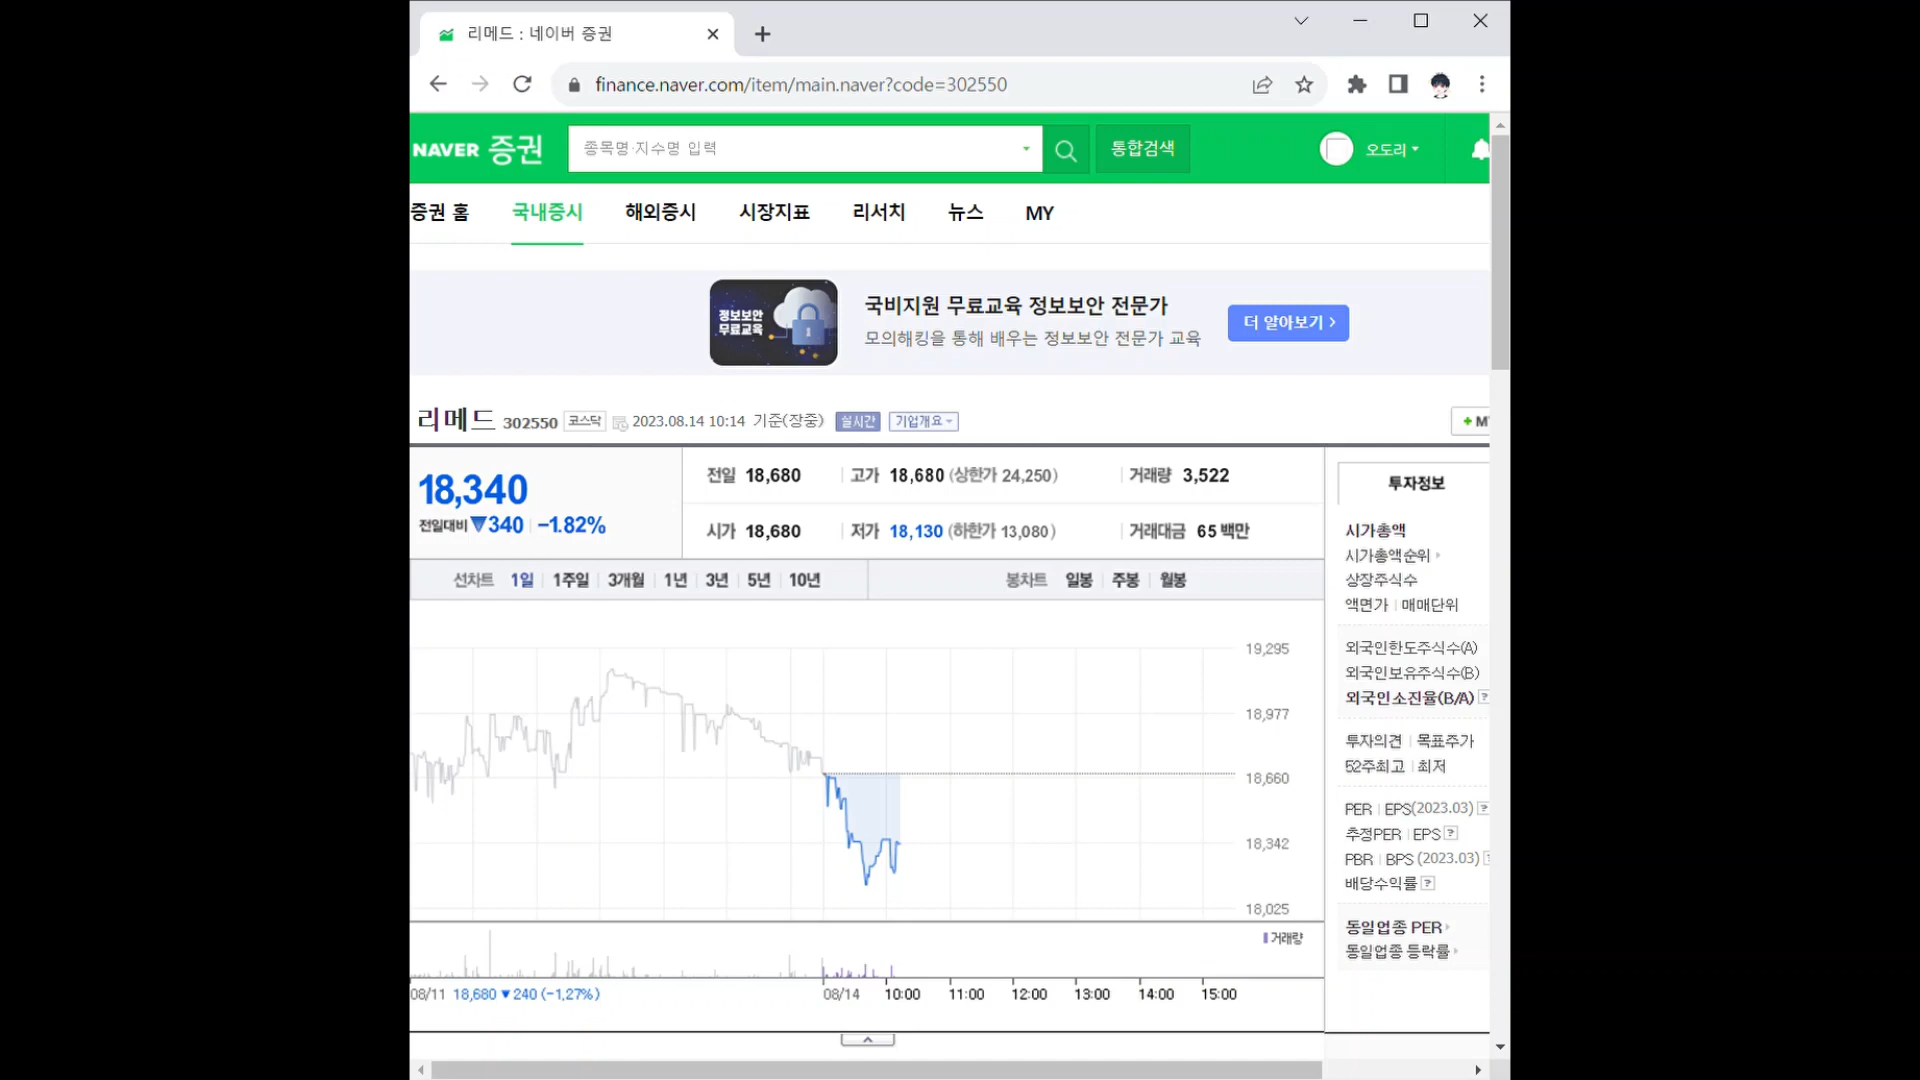 리메드 : 네이버 증권
finance.naver.com/item/main.naver?code=302550
NAVER 증권
종목명·지수명 입력
통합검색
오도리
증권 홈 국내증시 해외증시 시장지표 리서치 뉴스 MY
정보보안
무료교육
국비지원 무료교육 정보보안 전문가
모의해킹을 통해 배우는 정보보안 전문가 교육
더 알아보기 >
리메드 302550 코스닥 2023.08.14 10:14 기준(장중) 실시간 기업개요
+ M
18,340
전일대비 ▼340 | -1.82%
전일 18,680 | 고가 18,680 (상한가 24,250) | 거래량 3,522
시가 18,680 | 저가 18,130 (하한가 13,080) | 거래대금 65 백만
선차트 1일 | 1주일 | 3개월 | 1년 | 3년 | 5년 | 10년
봉차트 일봉 | 주봉 | 월봉
19,295
18,977
18,660
18,342
18,025
거래량
08/11 18,680 ▼240 (-1,27%)
08/14 10:00 11:00 12:00 13:00 14:00 15:00
투자정보
시가총액
시가총액순위
상장주식수
액면가 | 매매단위
외국인한도주식수(A)
외국인보유주식수(B)
외국인소진율(B/A) ?
투자의견 | 목표주가
52주최고 | 최저
PER | EPS(2023.03) ?
추정PER | EPS ?
PBR | BPS (2023.03) ?
배당수익률 ?
동일업종 PER
동일업종 등락률